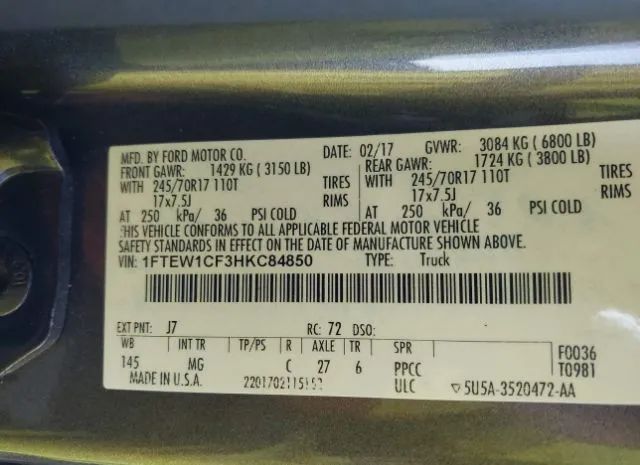 MFD. BY FORD MOTOR CO. DATE: 02/17 GVWR: 3084 KG ( 6800 LB)
FRONT GAWR: 1429 KG ( 3150 LB) REAR GAWR: 1724 KG ( 3800 LB)
WITH 245/70R17 110T TIRES WITH 245/70R17 110T TIRES
17x7.5J RIMS 17x7.5J RIMS
AT 250 kPa/ 36 PSI COLD AT 250 kPa/ 36 PSI COLD
THIS VEHICLE CONFORMS TO ALL APPLICABLE FEDERAL MOTOR VEHICLE
SAFETY STANDARDS IN EFFECT ON THE DATE OF MANUFACTURE SHOWN ABOVE.
VIN: 1FTEW1CF3HKC84850 TYPE: Truck
EXT PNT: J7 RC: 72 DSO:
WB INT TR TP/PS R AXLE TR SPR F0036
145 MG C 27 6 PPCC T0981
MADE IN U.S.A. ULC ▽5U5A-3520472-AA